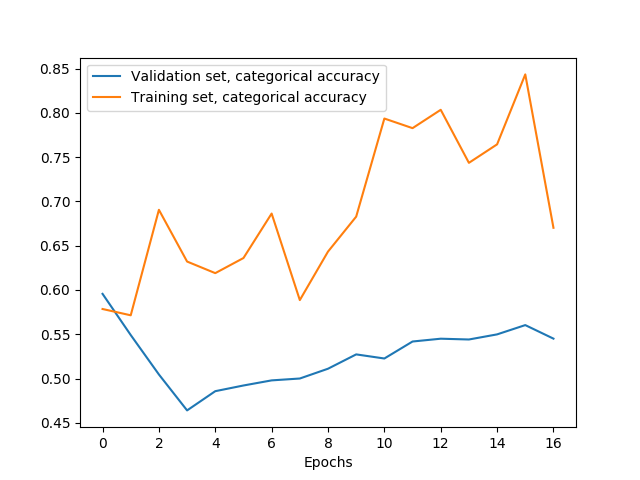 Validation set, categorical accuracy
Training set, categorical accuracy
0.85
0.80
0.75
0.70
0.65
0.60
0.55
0.50
0.45
0 2 4 6 8 10 12 14 16
Epochs